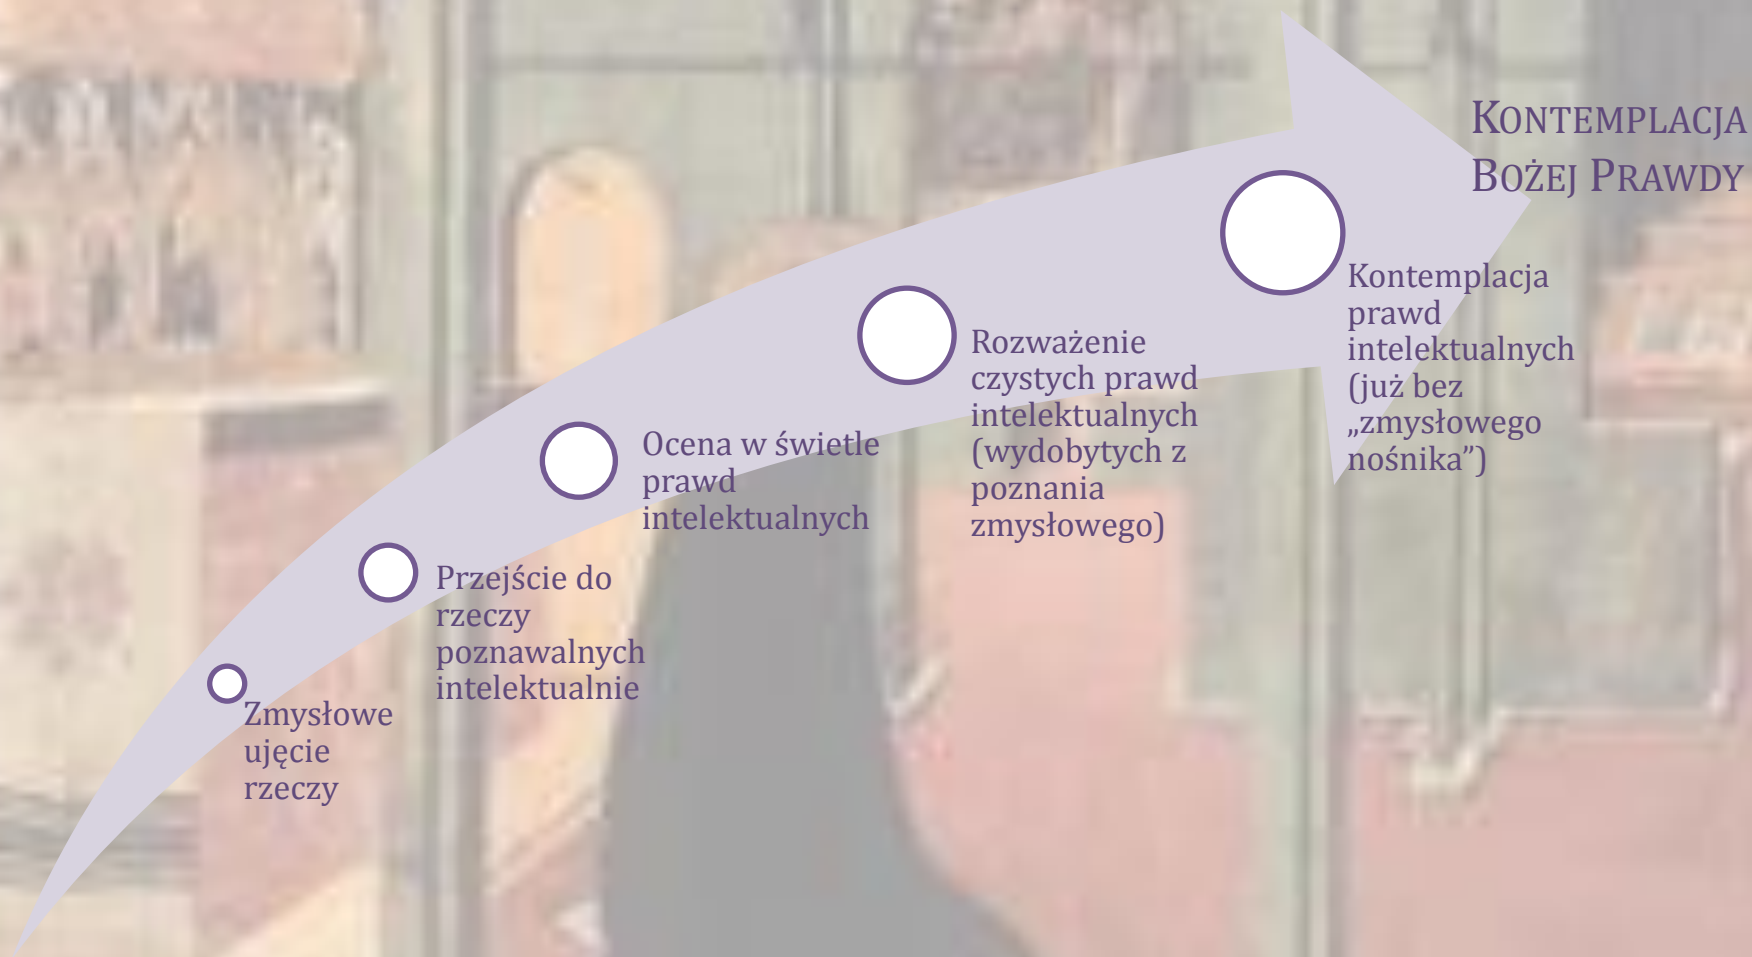 Zmysłowe
ujęcie
rzeczy
Przejście do
rzeczy
poznawalnych
intelektualnie
Ocena w świetle
prawd
intelektualnych
Rozważenie
czystych prawd
intelektualnych
(wydobytych z
poznania
zmysłowego)
Kontemplacja
prawd
intelektualnych
(już bez
„zmysłowego
nośnika”)
KONTEMPLACJA
BOŻEJ PRAWDY